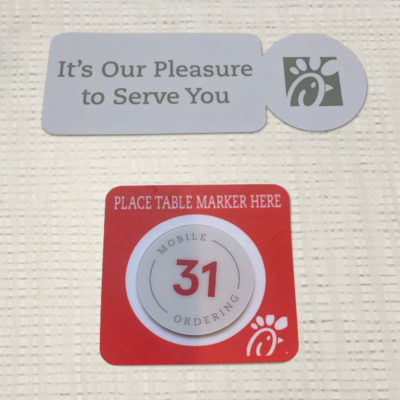 It's Our Pleasure
to Serve You
PLACE TABLE MARKER HERE
MOBILE
31
ORDERING